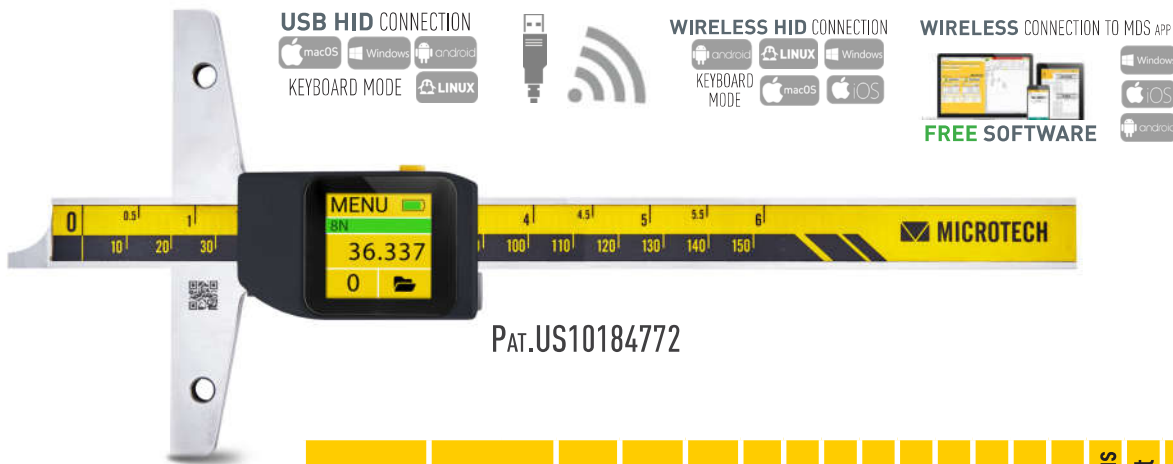 USB HID CONNECTION
macOS Windows android
KEYBOARD MODE LINUX
WIRELESS HID CONNECTION
android LINUX Windows
KEYBOARD MODE macOS iOS
WIRELESS CONNECTION TO MDS APP
Windows
iOS
android
FREE SOFTWARE
0 0.5 1 4 4.5 5 5.5 6
10 20 30 100 110 120 130 140 150
MICROTECH
MENU
8N
36.337
0
PAT.US10184772